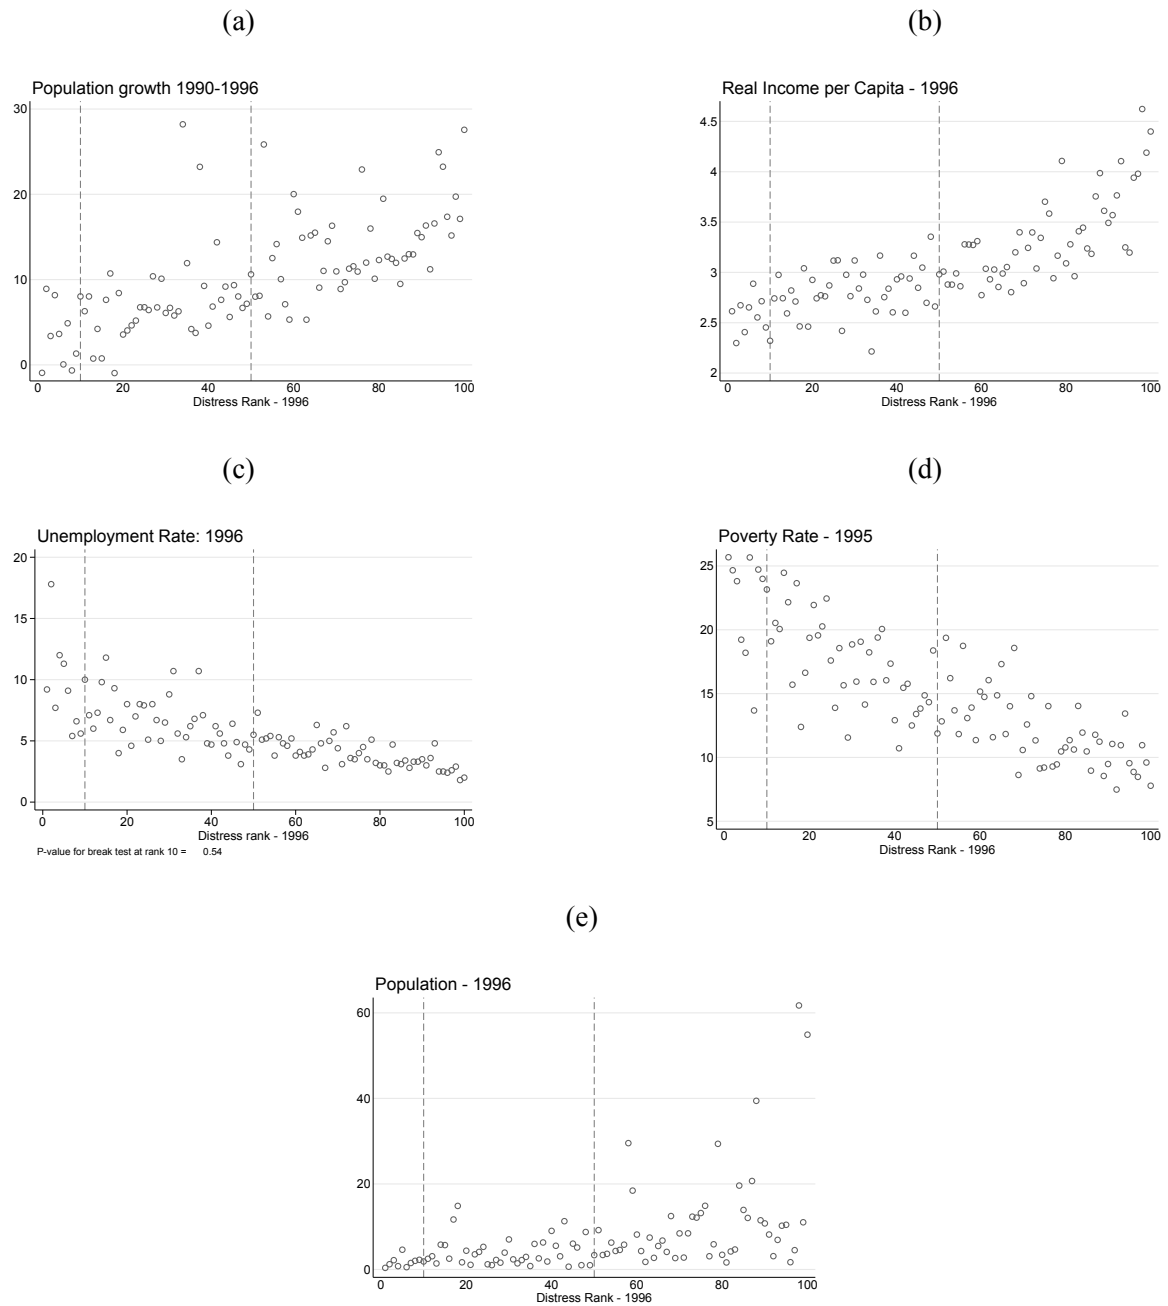 (a)
Population growth 1990-1996
30
20
10
0
0 20 40 60 80 100
Distress Rank - 1996
(b)
Real Income per Capita - 1996
4.5
4
3.5
3
2.5
2
0 20 40 60 80 100
Distress Rank - 1996
(c)
Unemployment Rate: 1996
20
15
10
5
0
0 20 40 60 80 100
Distress rank - 1996
P-value for break test at rank 10 = 0.54
(d)
Poverty Rate - 1995
25
20
15
10
5
0 20 40 60 80 100
Distress Rank - 1996
(e)
Population - 1996
60
40
20
0
0 20 40 60 80 100
Distress Rank - 1996